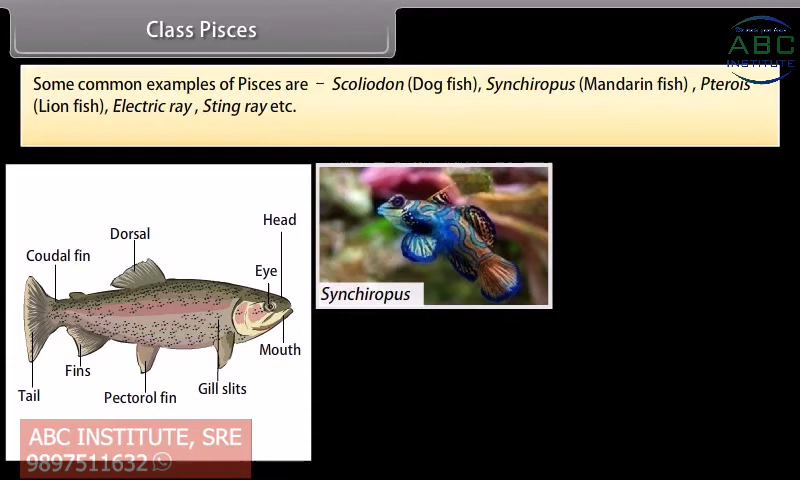 Class Pisces
ABC
INSTITUTE
Some common examples of Pisces are – Scoliodon (Dog fish), Synchiropus (Mandarin fish) , Pterois
(Lion fish), Electric ray , Sting ray etc.
Head
Dorsal
Coudal fin
Eye
Synchiropus
Mouth
Fins
Gill slits
Tail
Pectorol fin
ABC INSTITUTE, SRE
9897511632